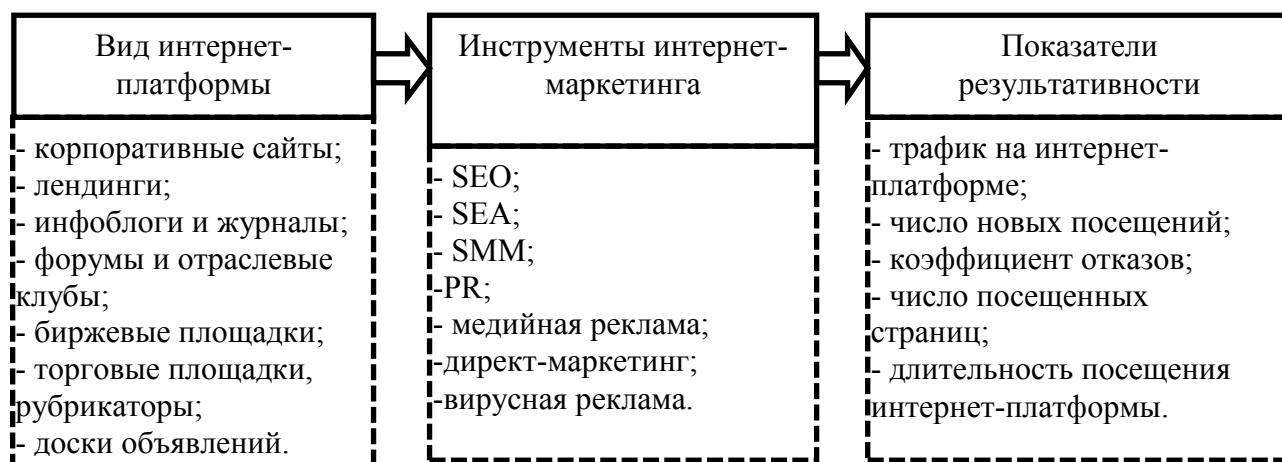 Вид интернет-
платформы
- корпоративные сайты;
- лендинги;
- инфоблоги и журналы;
- форумы и отраслевые
клубы;
- биржевые площадки;
- торговые площадки,
рубрикаторы;
- доски объявлений.
Инструменты интернет-
маркетинга
- SEO;
- SEA;
- SMM;
-PR;
- медийная реклама;
-директ-маркетинг;
-вирусная реклама.
Показатели
результативности
- трафик на интернет-
платформе;
- число новых посещений;
- коэффициент отказов;
- число посещенных
страниц;
- длительность посещения
интернет-платформы.